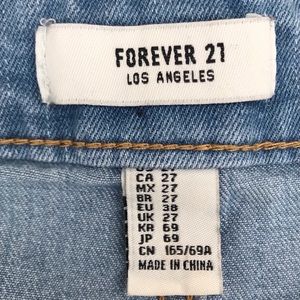 FOREVER 21
LOS ANGELES
CA 27
MX 27
BR 27
EU 38
UK 27
KR 69
JP 69
CN 165/69A
MADE IN CHINA